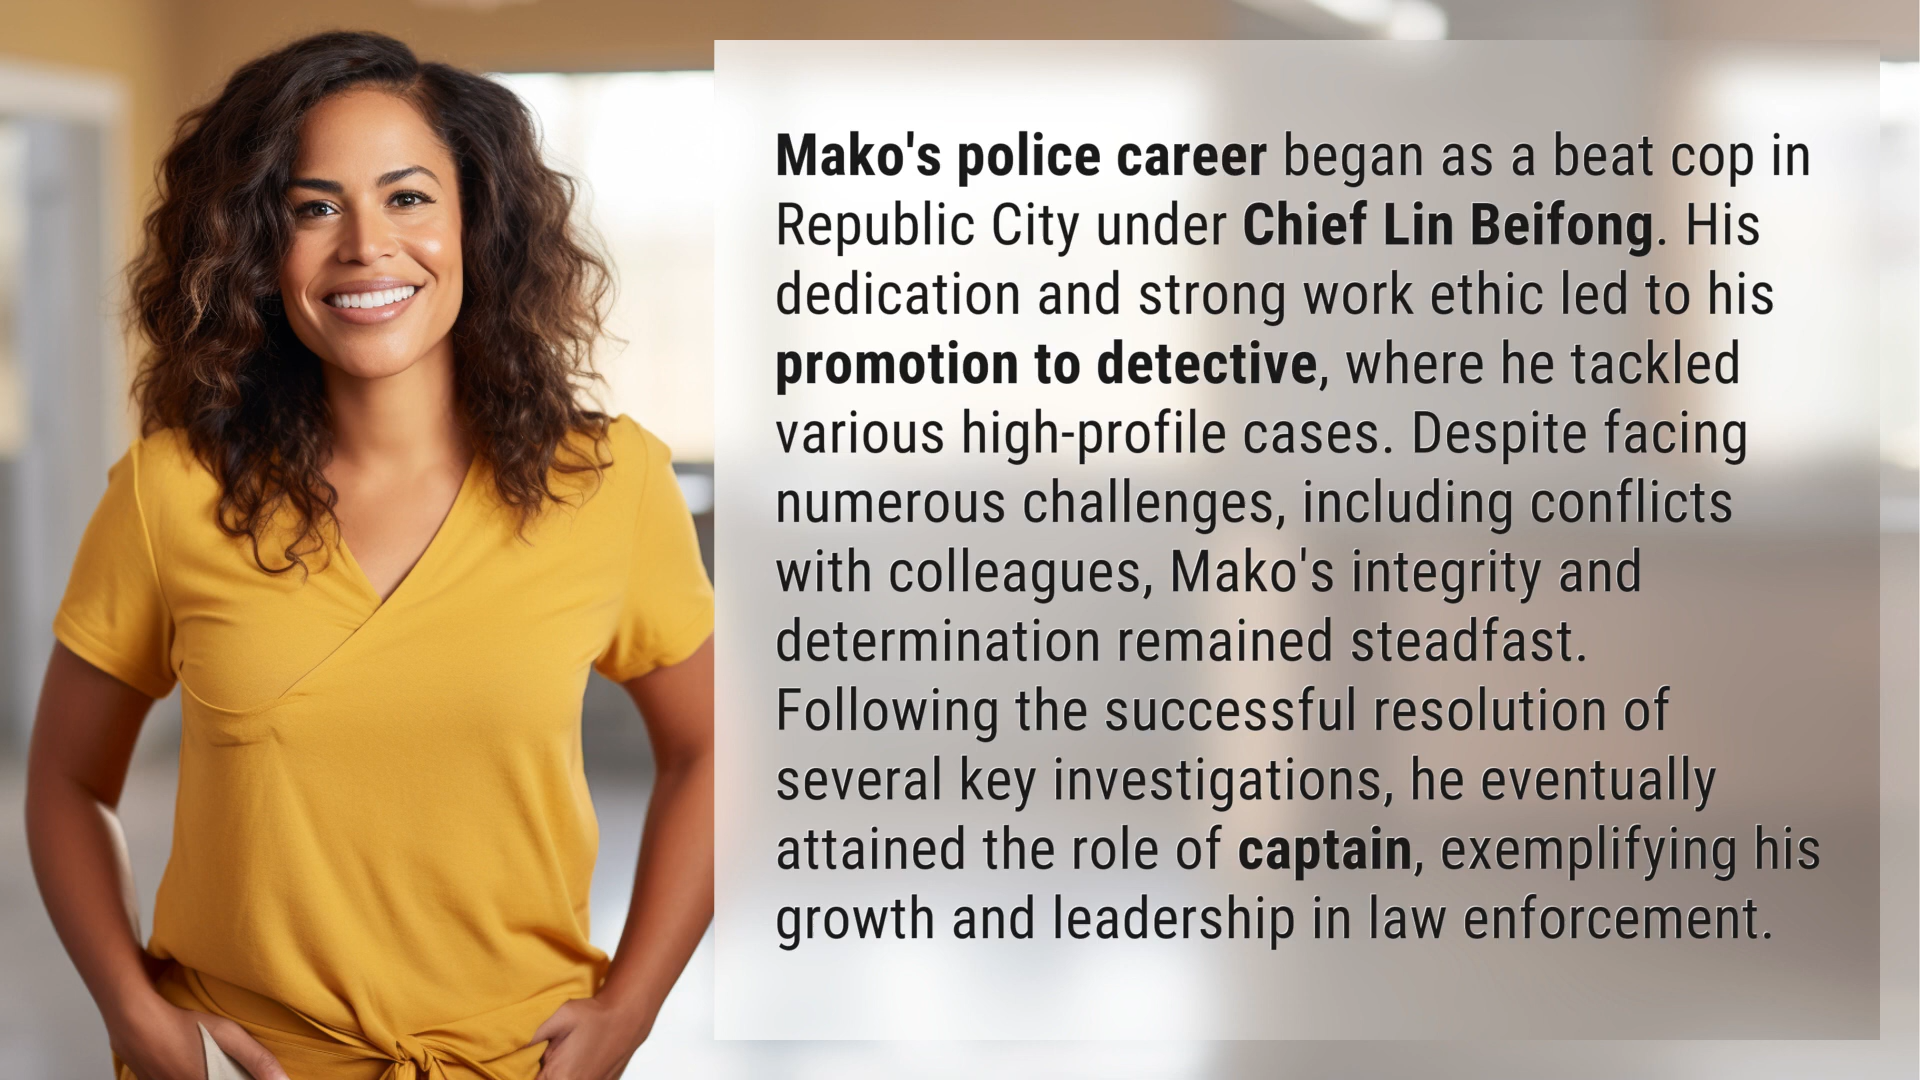 Mako's police career began as a beat cop in
Republic City under Chief Lin Beifong. His
dedication and strong work ethic led to his
promotion to detective, where he tackled
various high-profile cases. Despite facing
numerous challenges, including conflicts
with colleagues, Mako's integrity and
determination remained steadfast.
Following the successful resolution of
several key investigations, he eventually
attained the role of captain, exemplifying his
growth and leadership in law enforcement.